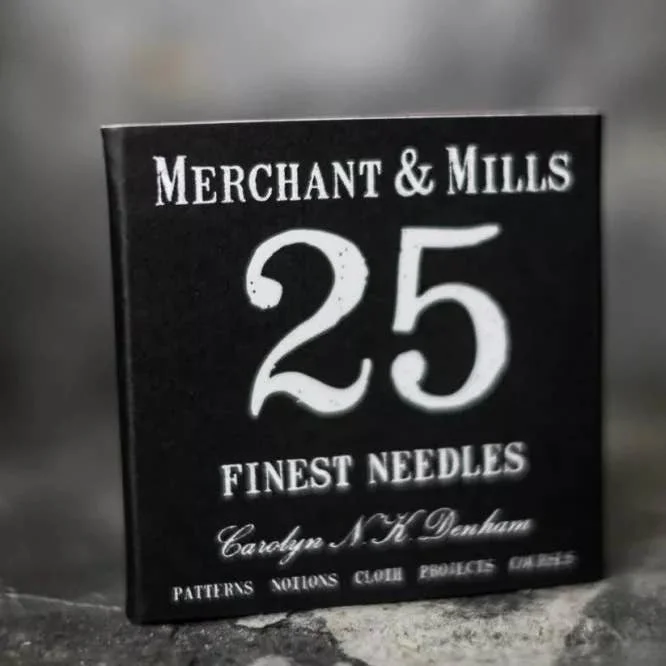 MERCHANT & MILLS
25
FINEST NEEDLES
Carolyn N.K. Denham
PATTERNS NOTIONS CLOTH PROJECTS COURSES